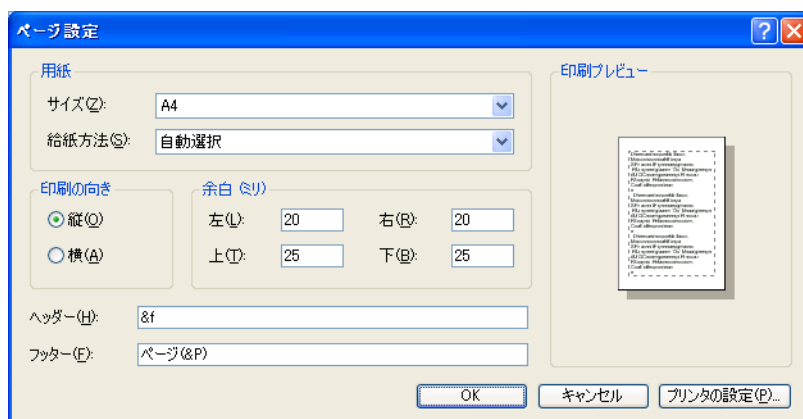 ページ設定
用紙
サイズ(Z):
A4
給紙方法(S):
自動選択
印刷の向き
縦(O)
横(A)
余白 (ミリ)
左(L): 20 右(R): 20
上(T): 25 下(B): 25
ヘッダー(H): &f
フッター(F): ページ(&P)
印刷プレビュー
OK キャンセル プリンタの設定(P)...